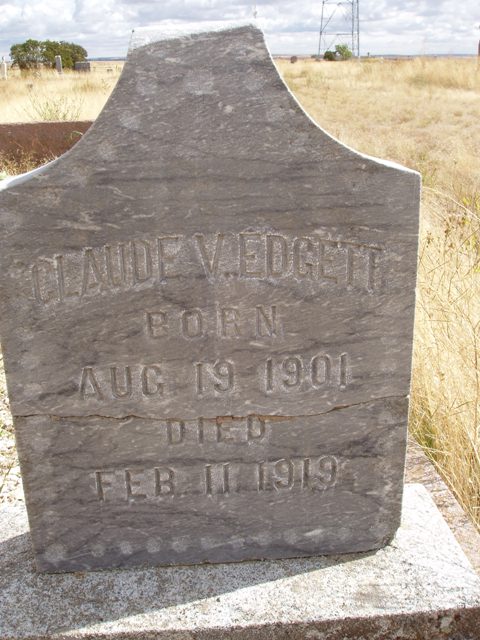 CLAUDE V. EDGETT
BORN
AUG 19 1901
DIED
FEB. 11. 1919